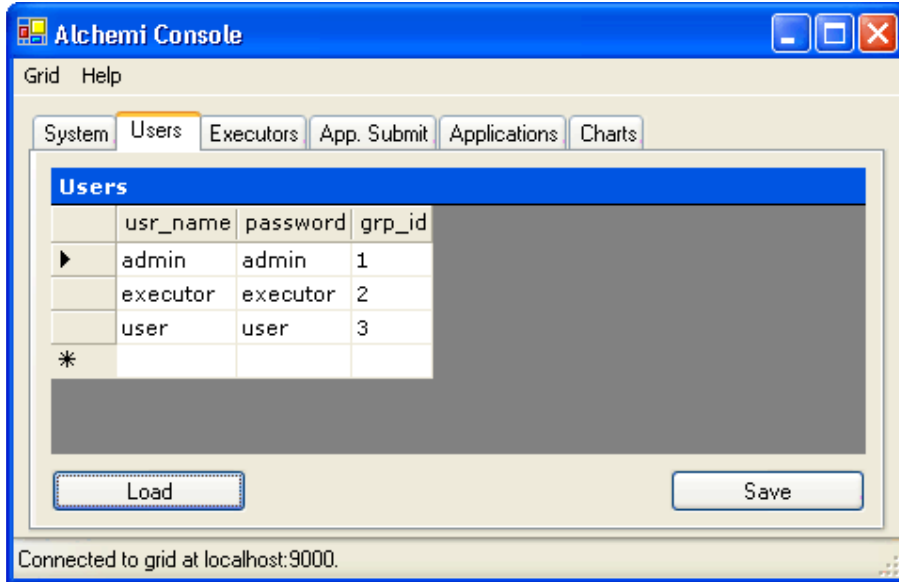 Alchemi Console
Grid Help
System Users Executors App. Submit Applications Charts
Users
usr_name password grp_id
admin admin 1
executor executor 2
user user 3
Load Save
Connected to grid at localhost:9000.